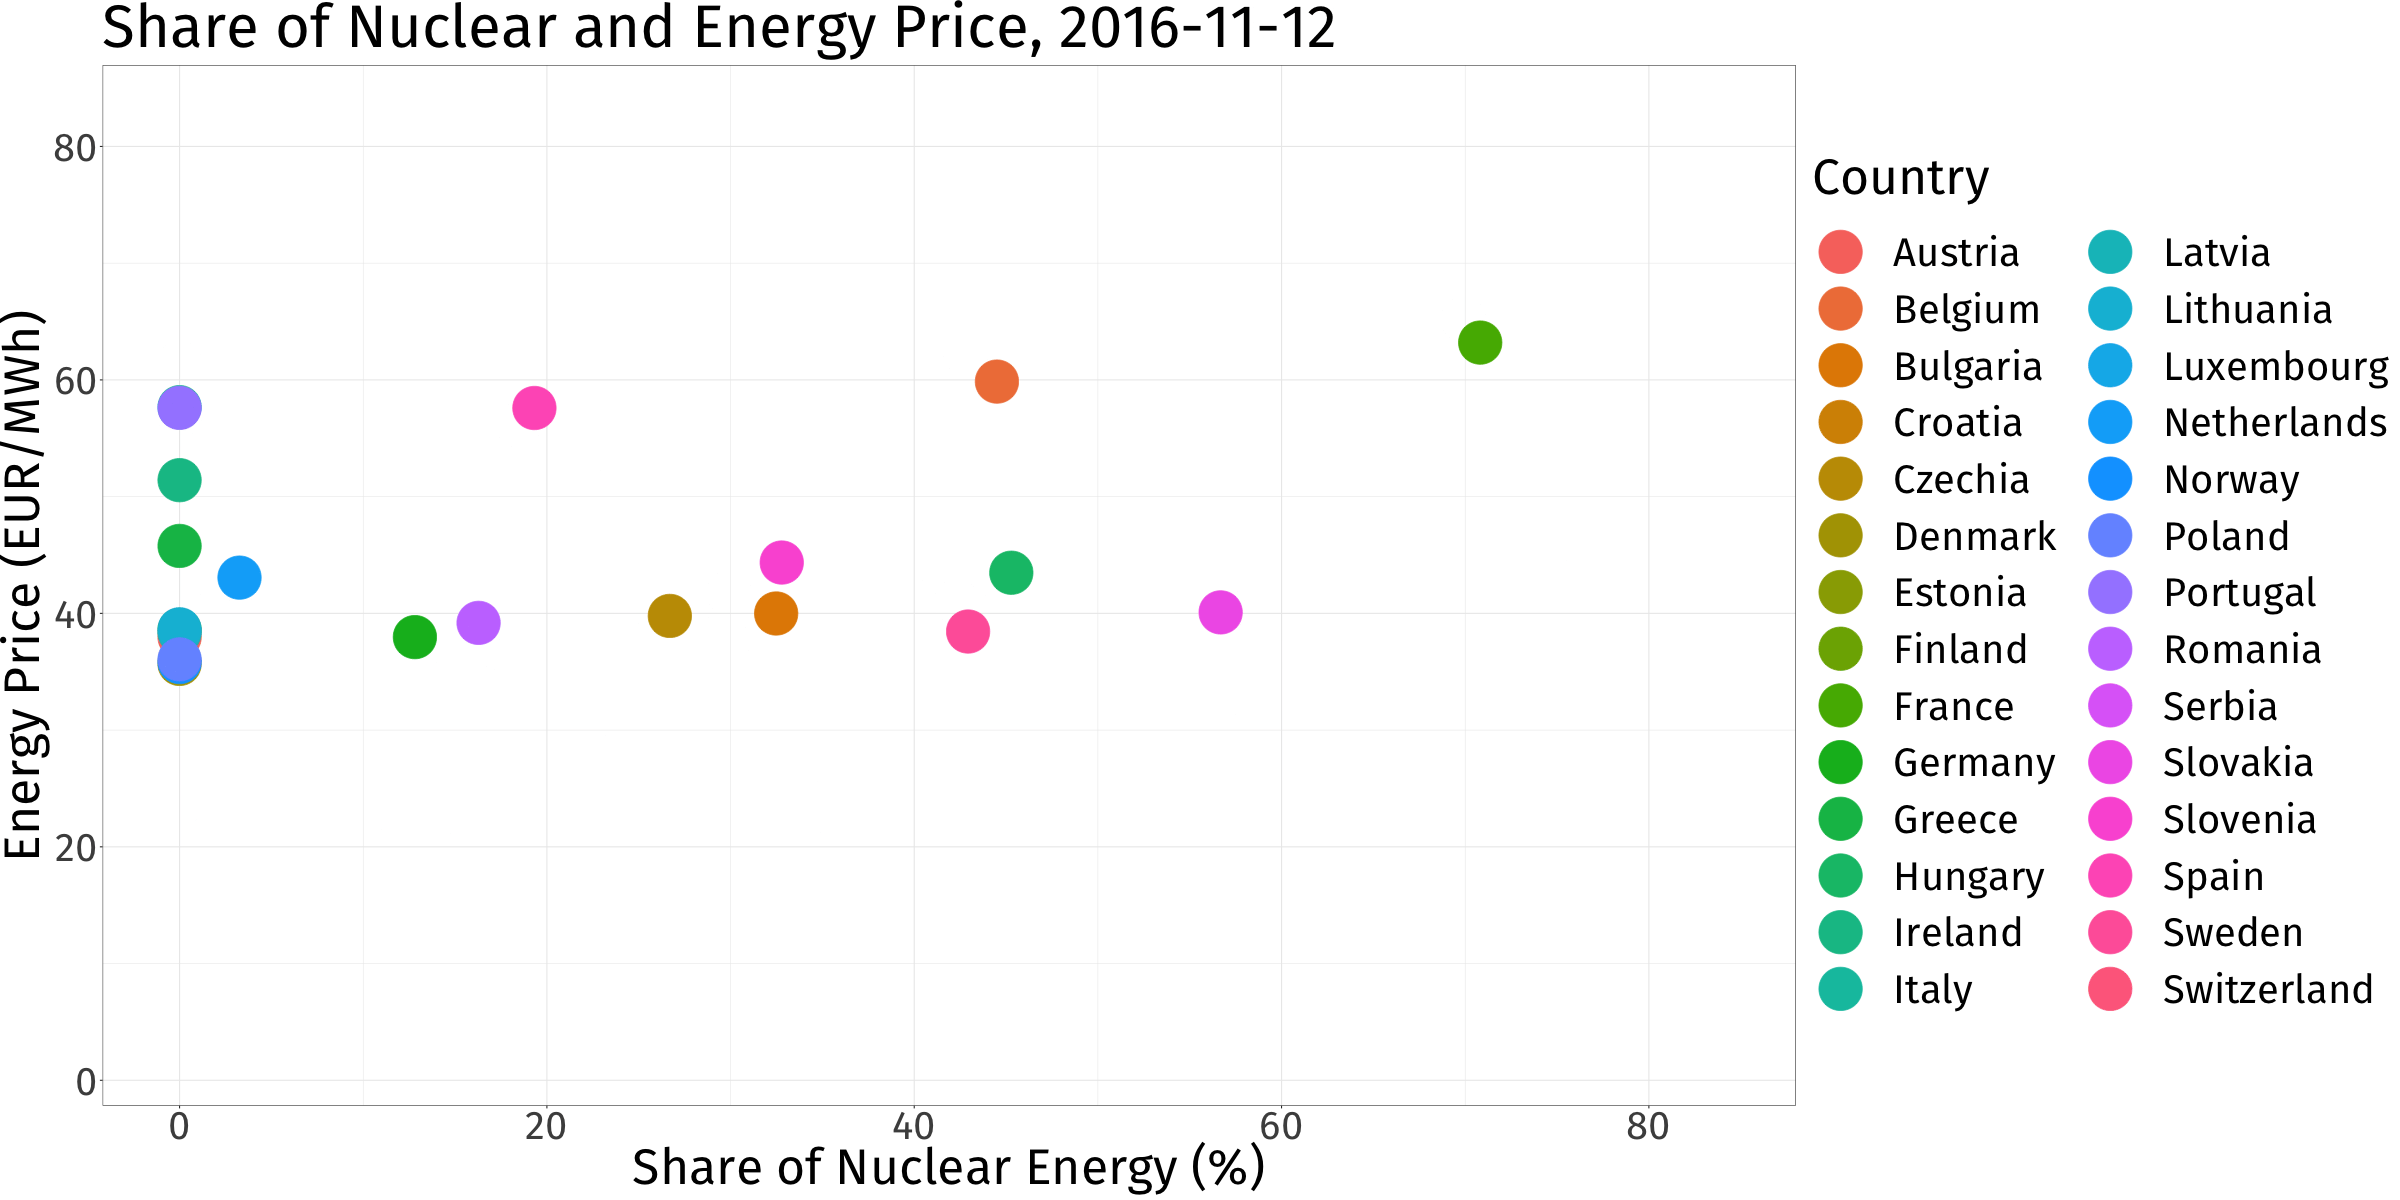 Share of Nuclear and Energy Price, 2016-11-12
Energy Price (EUR/MWh)
80
60
40
20
0
0 20 40 60 80
Share of Nuclear Energy (%)
Country
Austria
Belgium
Bulgaria
Croatia
Czechia
Denmark
Estonia
Finland
France
Germany
Greece
Hungary
Ireland
Italy
Latvia
Lithuania
Luxembourg
Netherlands
Norway
Poland
Portugal
Romania
Serbia
Slovakia
Slovenia
Spain
Sweden
Switzerland